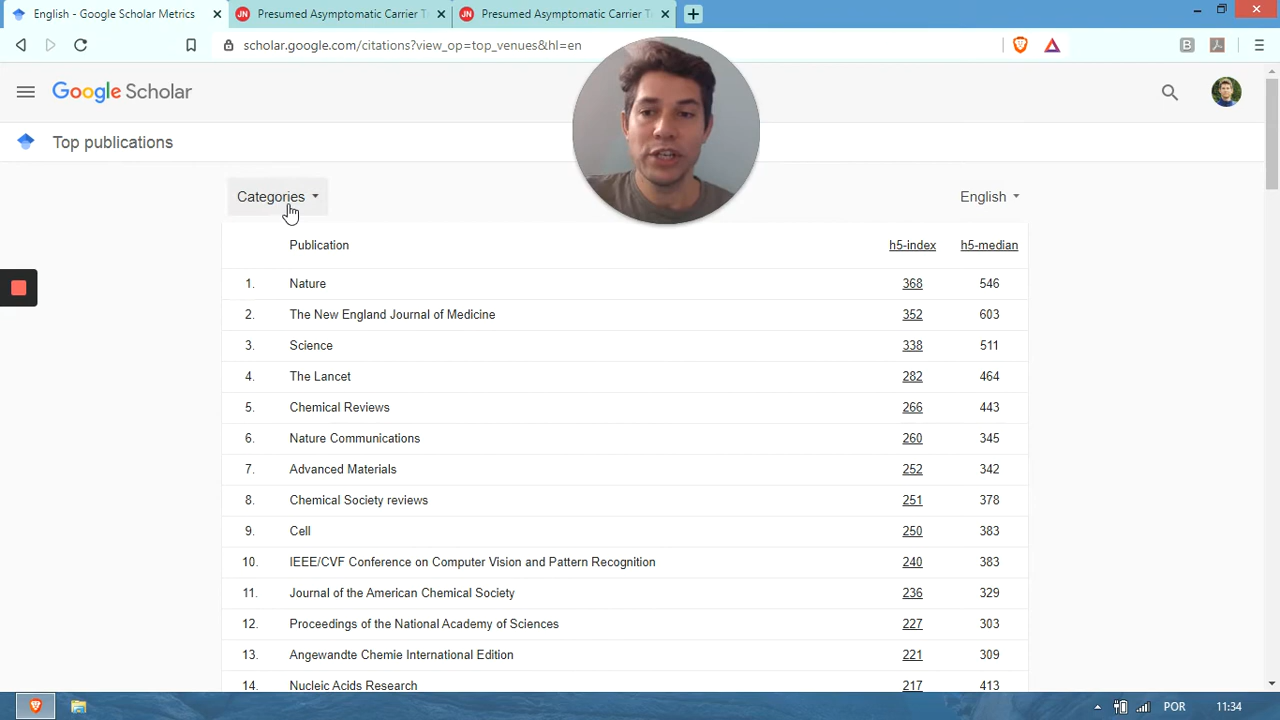 English - Google Scholar Metrics
JN Presumed Asymptomatic Carrier T
JN Presumed Asymptomatic Carrier T
scholar.google.com/citations?view_op=top_venues&hl=en
B
Google Scholar
Top publications
Categories
English
Publication h5-index h5-median
1. Nature 368 546
2. The New England Journal of Medicine 352 603
3. Science 338 511
4. The Lancet 282 464
5. Chemical Reviews 266 443
6. Nature Communications 260 345
7. Advanced Materials 252 342
8. Chemical Society reviews 251 378
9. Cell 250 383
10. IEEE/CVF Conference on Computer Vision and Pattern Recognition 240 383
11. Journal of the American Chemical Society 236 329
12. Proceedings of the National Academy of Sciences 227 303
13. Angewandte Chemie International Edition 221 309
14. Nucleic Acids Research 217 413
POR 11:34